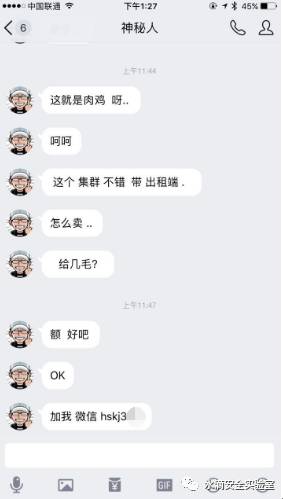 中国联通
下午1:27
45%
6
神秘人
上午11:44
这就是肉鸡 呀..
呵呵
这个 集群 不错 带 出租端 .
怎么卖 ..
给几毛?
上午11:47
额 好吧
OK
加我 微信 hskj3
GIF
安全实验室